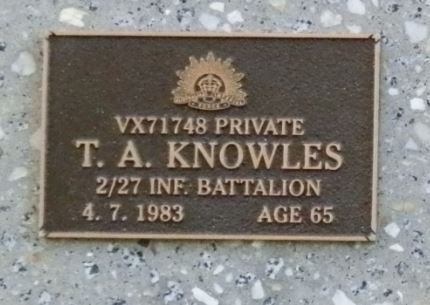 VX71748 PRIVATE
T. A. KNOWLES
2/27 INF. BATTALION
4. 7. 1983 AGE 65